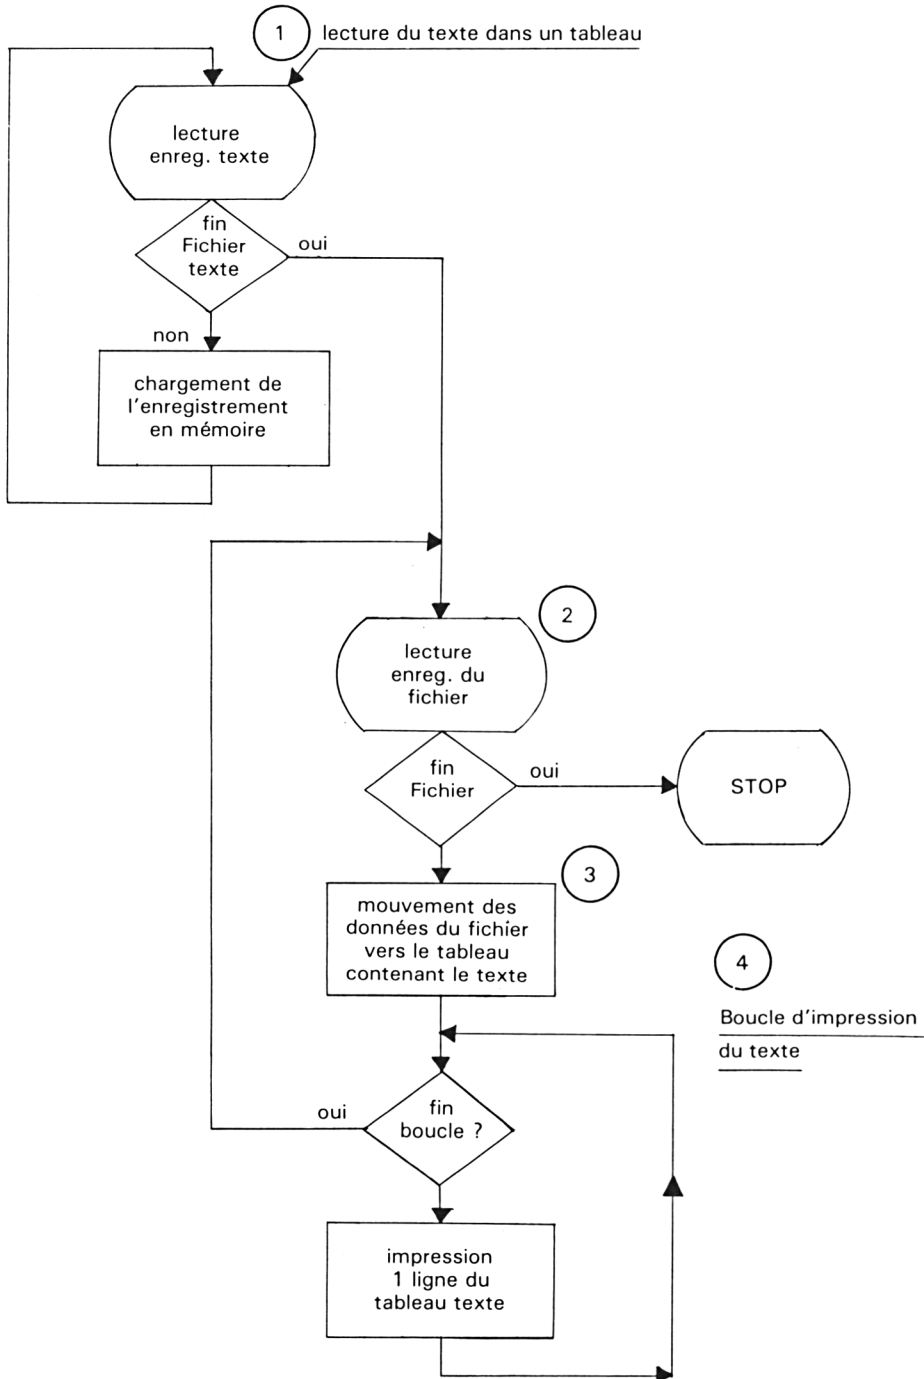 1
lecture du texte dans un tableau
lecture
enreg. texte
fin
Fichier
texte
oui
non
chargement de
l'enregistrement
en mémoire
2
lecture
enreg. du
fichier
fin
Fichier
oui
STOP
3
mouvement des
données du fichier
vers le tableau
contenant le texte
4
Boucle d'impression
du texte
oui
fin
boucle ?
impression
1 ligne du
tableau texte